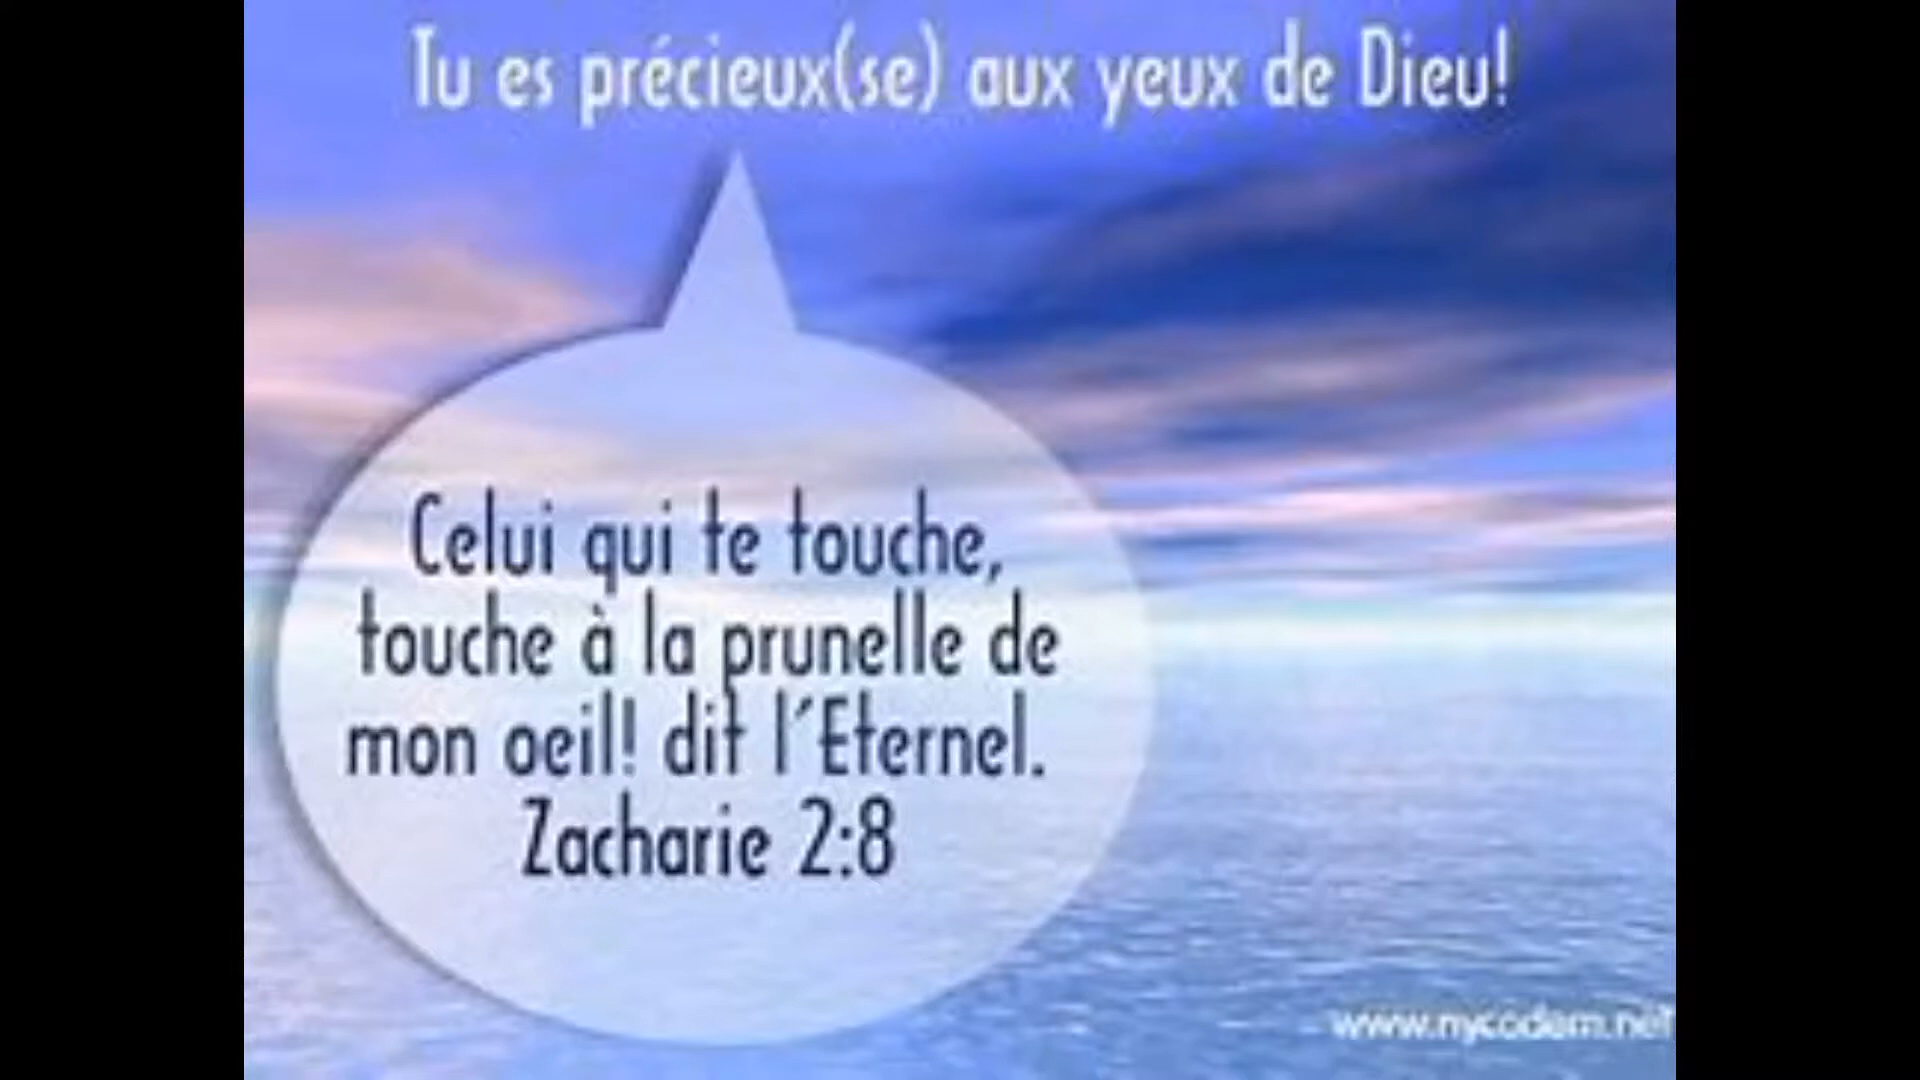 Tu es précieux(se) aux yeux de Dieu!
Celui qui te touche,
touche à la prunelle de
mon oeil! dit l´Eternel.
Zacharie 2:8
www.nycodem.net